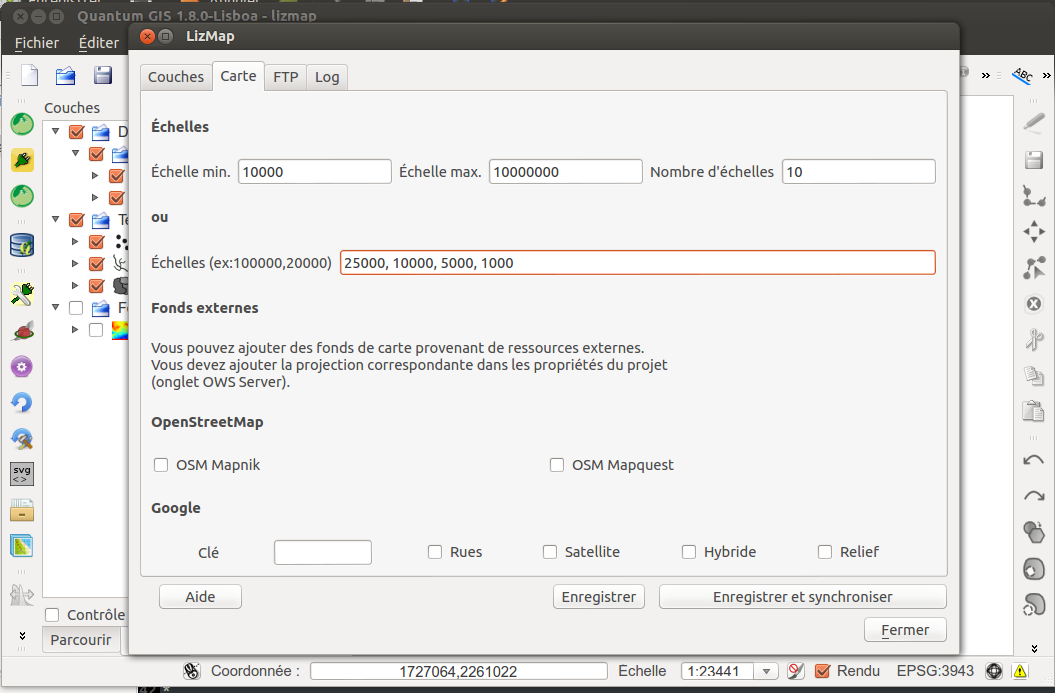 Quantum GIS 1.8.0-Lisboa - lizmap
Fichier Éditer
LizMap
Couches Carte FTP Log
Couches
Échelles
Échelle min. 10000 Échelle max. 10000000 Nombre d'échelles 10
ou
Échelles (ex:100000,20000) 25000, 10000, 5000, 1000
Fonds externes
Vous pouvez ajouter des fonds de carte provenant de ressources externes.
Vous devez ajouter la projection correspondante dans les propriétés du projet
(onglet OWS Server).
OpenStreetMap
OSM Mapnik OSM Mapquest
Google
Clé Rues Satellite Hybride Relief
Aide Enregistrer Enregistrer et synchroniser
Fermer
ABC
svg
<>
Contrôle
Parcourir
Coordonnée : 1727064,2261022 Echelle 1:23441 Rendu EPSG:3943